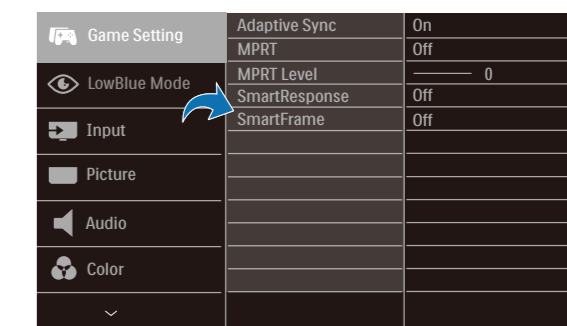 Game Setting
LowBlue Mode
Input
Picture
Audio
Color
Adaptive Sync On
MPRT Off
MPRT Level 0
SmartResponse Off
SmartFrame Off